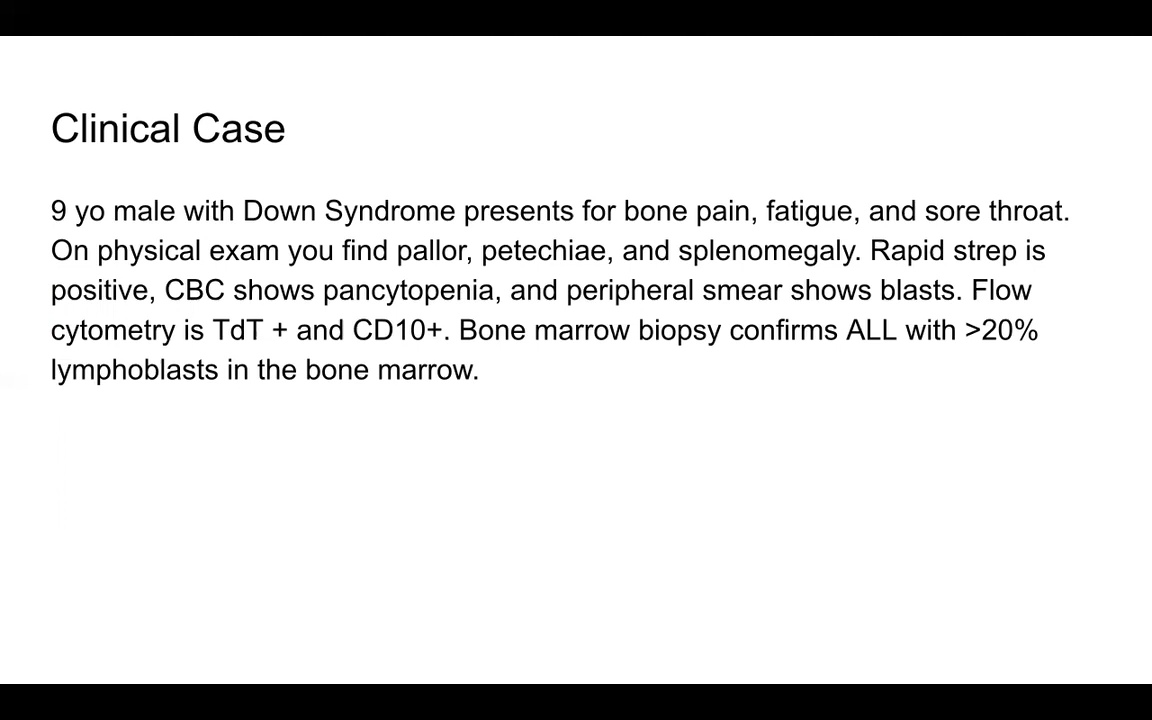 Clinical Case
9 yo male with Down Syndrome presents for bone pain, fatigue, and sore throat.
On physical exam you find pallor, petechiae, and splenomegaly. Rapid strep is
positive, CBC shows pancytopenia, and peripheral smear shows blasts. Flow
cytometry is TdT + and CD10+. Bone marrow biopsy confirms ALL with >20%
lymphoblasts in the bone marrow.